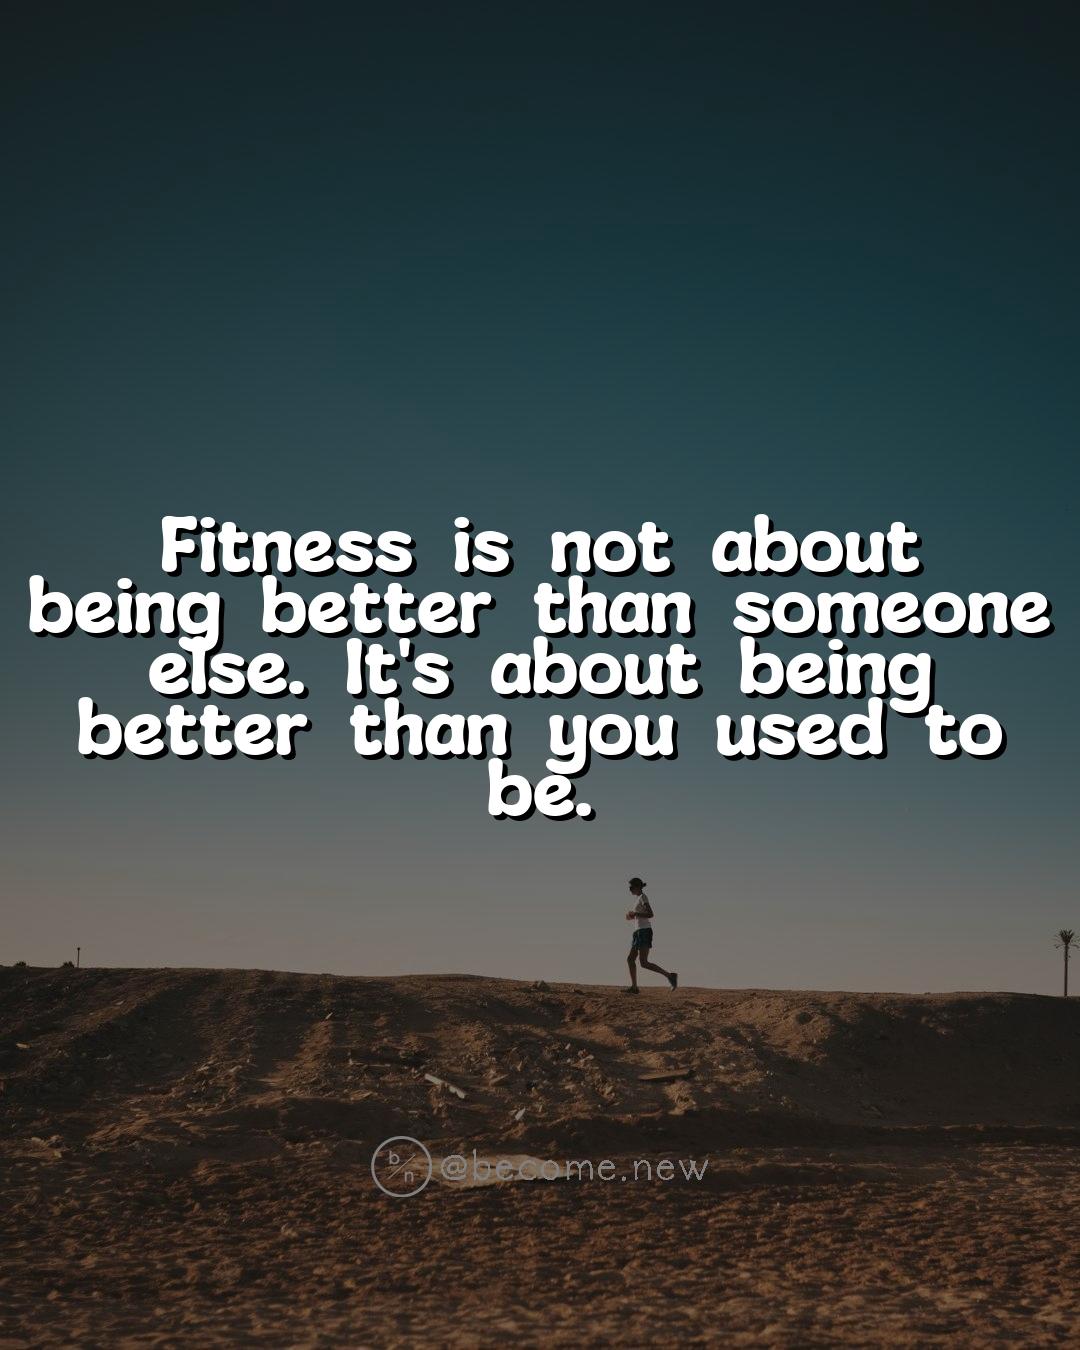 Fitness is not about
being better than someone
else. It's about being
better than you used to
be.
b/n @become.new